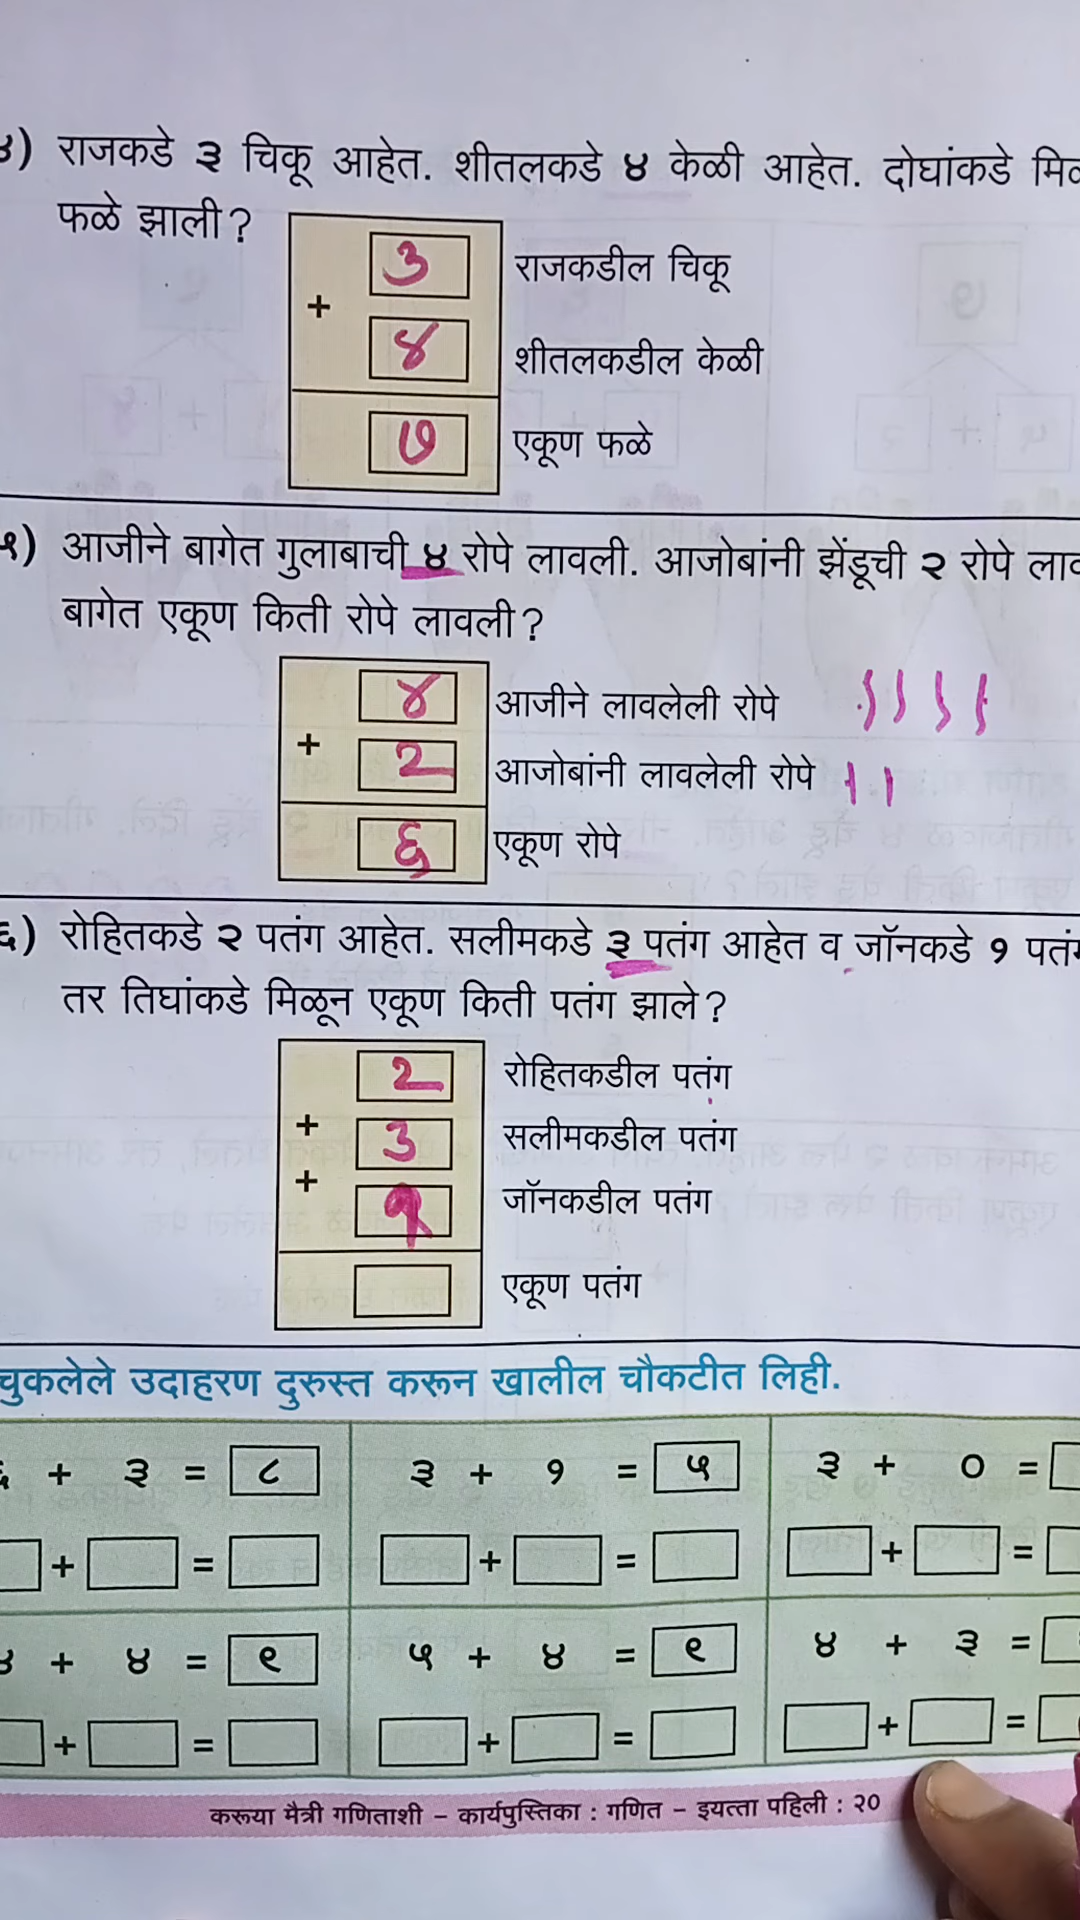 राजकडे ३ चिकू आहेत. शीतलकडे ४ केळी आहेत. दोघांकडे
फळे झाली?
३ राजकडील चिकू
+
४ शीतलकडील केळी
७ एकूण फळे
५) आजीने बागेत गुलाबाची ४ रोपे लावली. आजोबांनी झेंडूची २ रोपे
बागेत एकूण किती रोपे लावली?
४ आजीने लावलेली रोपे
+
२ आजोबांनी लावलेली रोपे
६ एकूण रोपे
६) रोहितकडे २ पतंग आहेत. सलीमकडे ३ पतंग आहेत व जॉनकडे १ पतंग
तर तिघांकडे मिळून एकूण किती पतंग झाले?
२ रोहितकडील पतंग
+
३ सलीमकडील पतंग
+
१ जॉनकडील पतंग
एकूण पतंग
चुकलेले उदाहरण दुरुस्त करून खालील चौकटीत लिही.
+ ३ = ८ ३ + १ = ५ ३ + ० =
+ = + = + =
+ ४ = ९ ५ + ४ = ९ ४ + ३ =
+ = + = + =
करूया मैत्री गणिताशी – कार्यपुस्तिका : गणित – इयत्ता पहिली : २०